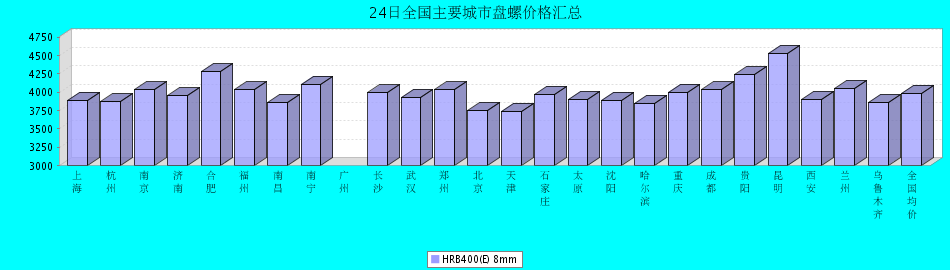 24日全国主要城市盘螺价格汇总
4750
4500
4250
4000
3750
3500
3250
3000
上海
杭州
南京
济南
合肥
福州
南昌
南宁
广州
长沙
武汉
郑州
北京
天津
石家庄
太原
沈阳
哈尔滨
重庆
成都
贵阳
昆明
西安
兰州
乌鲁木齐
全国均价
HRB400(E) 8mm